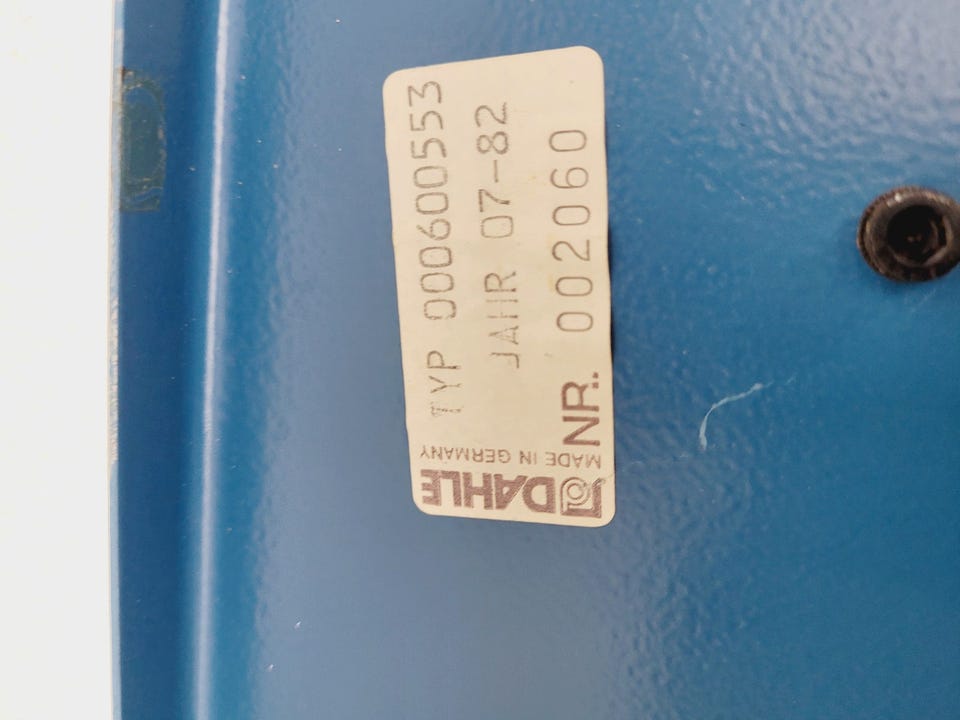 DAHLE
MADE IN GERMANY
TYP 000600553
JAHR 07-82
NR. 002060